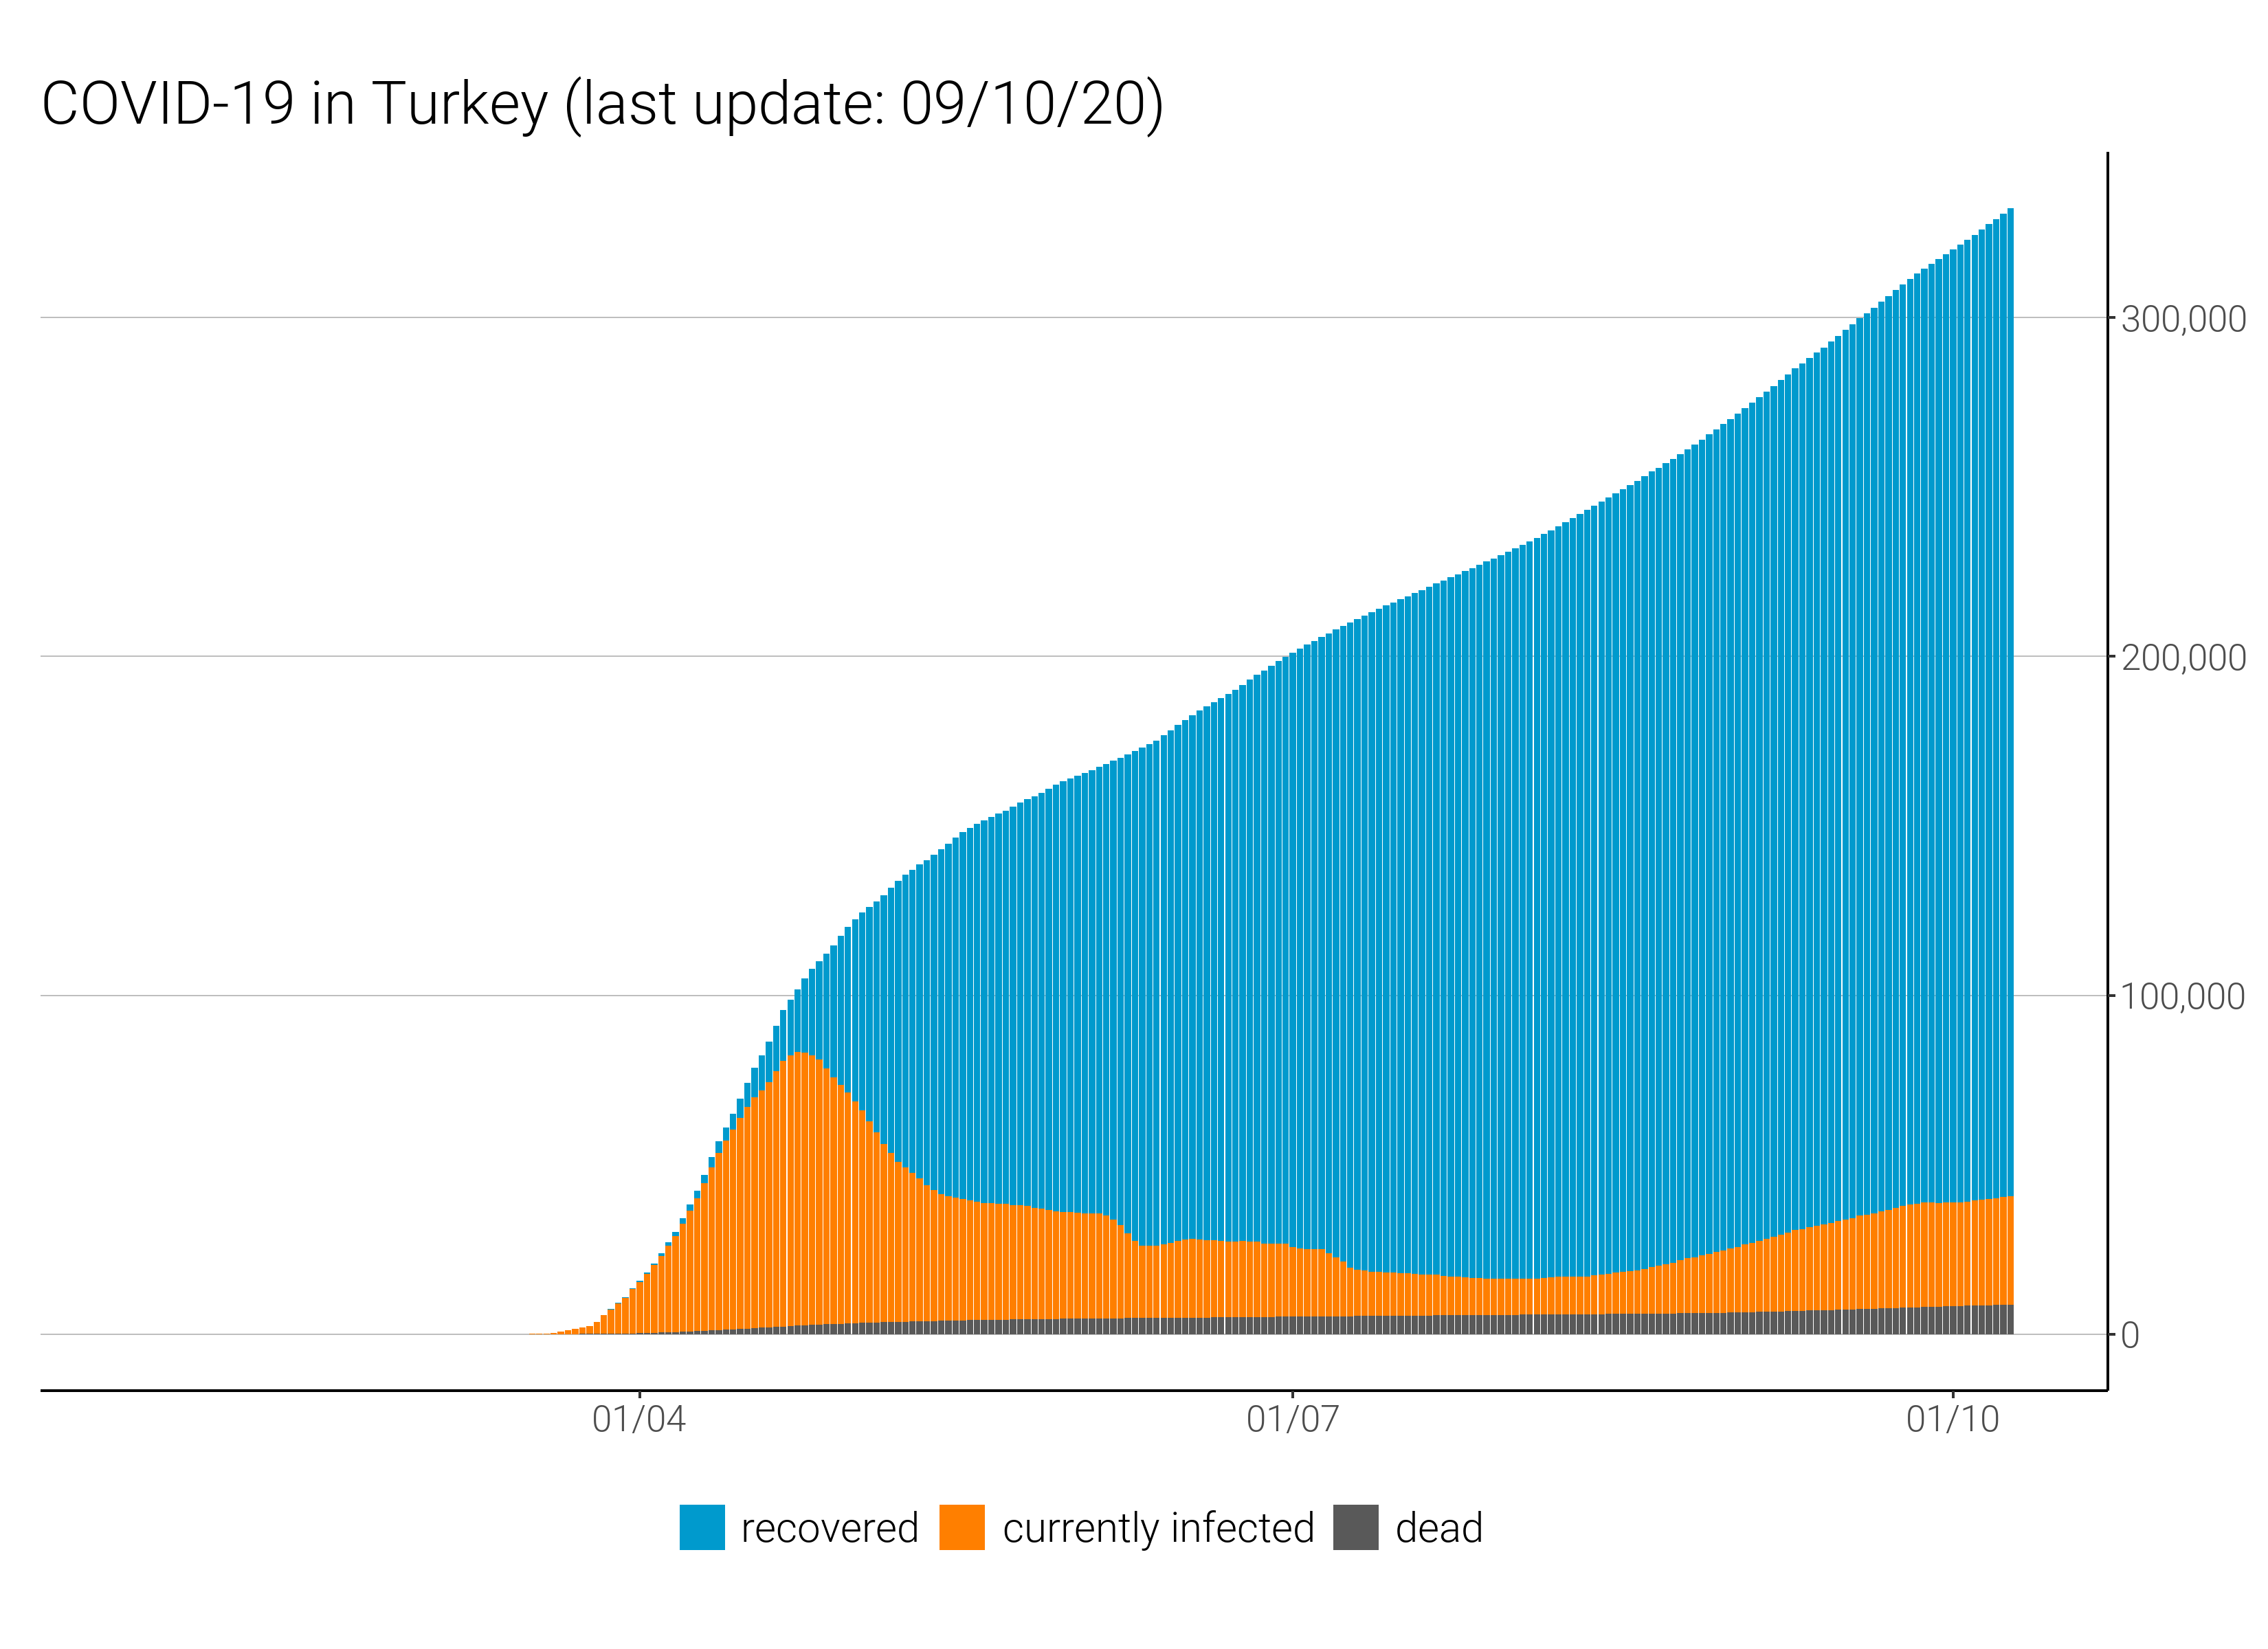 COVID-19 in Turkey (last update: 09/10/20)
300,000
200,000
100,000
0
01/04 01/07 01/10
recovered currently infected dead